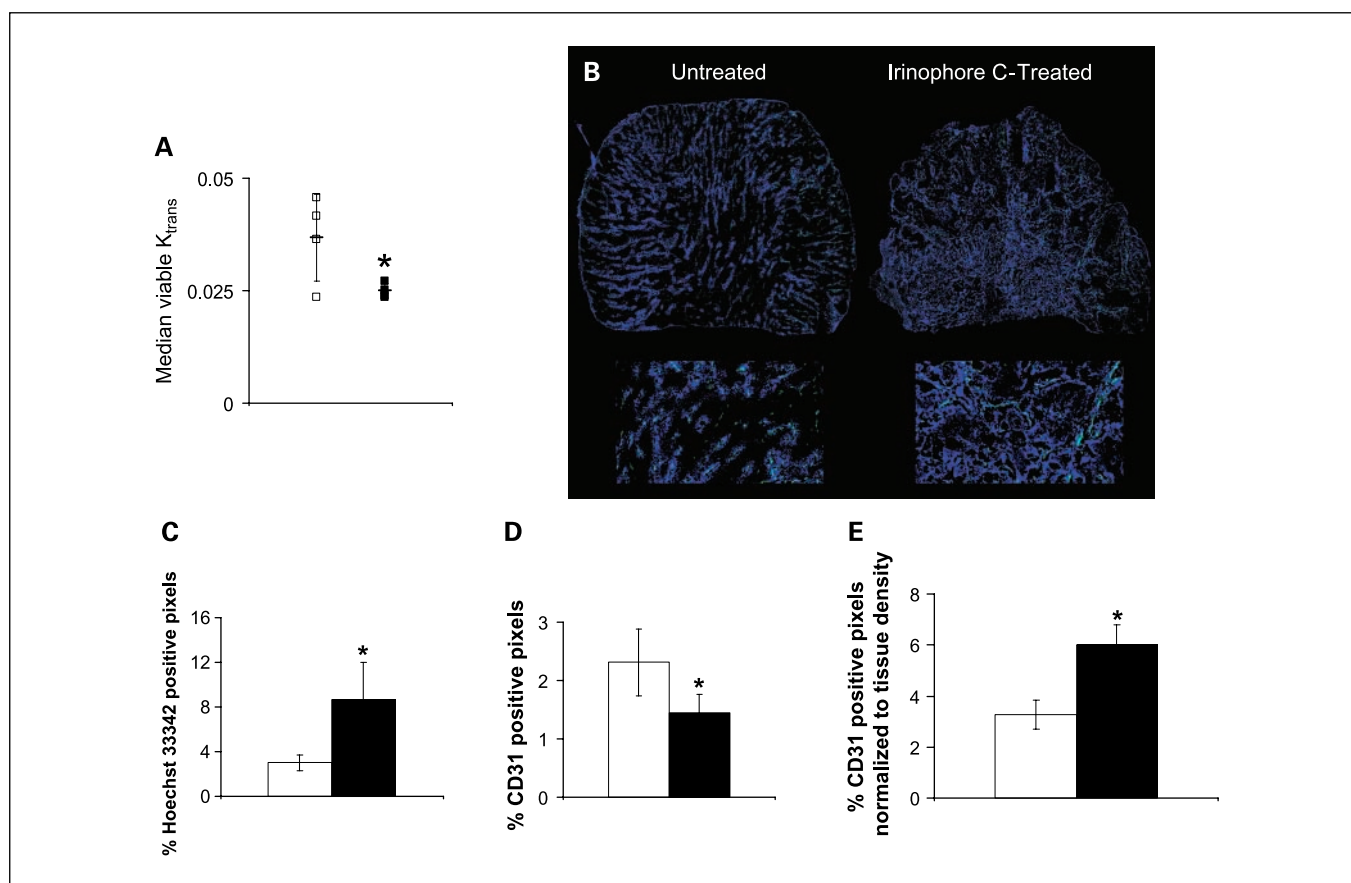 A
Median viable Ktrans
0.05
0.025
0
*
B
Untreated
Irinophore C-Treated
C
% Hoechst 33342 positive pixels
16
12
8
4
0
*
D
% CD31 positive pixels
3
2
1
0
*
E
% CD31 positive pixels
normalized to tissue density
8
6
4
2
0
*